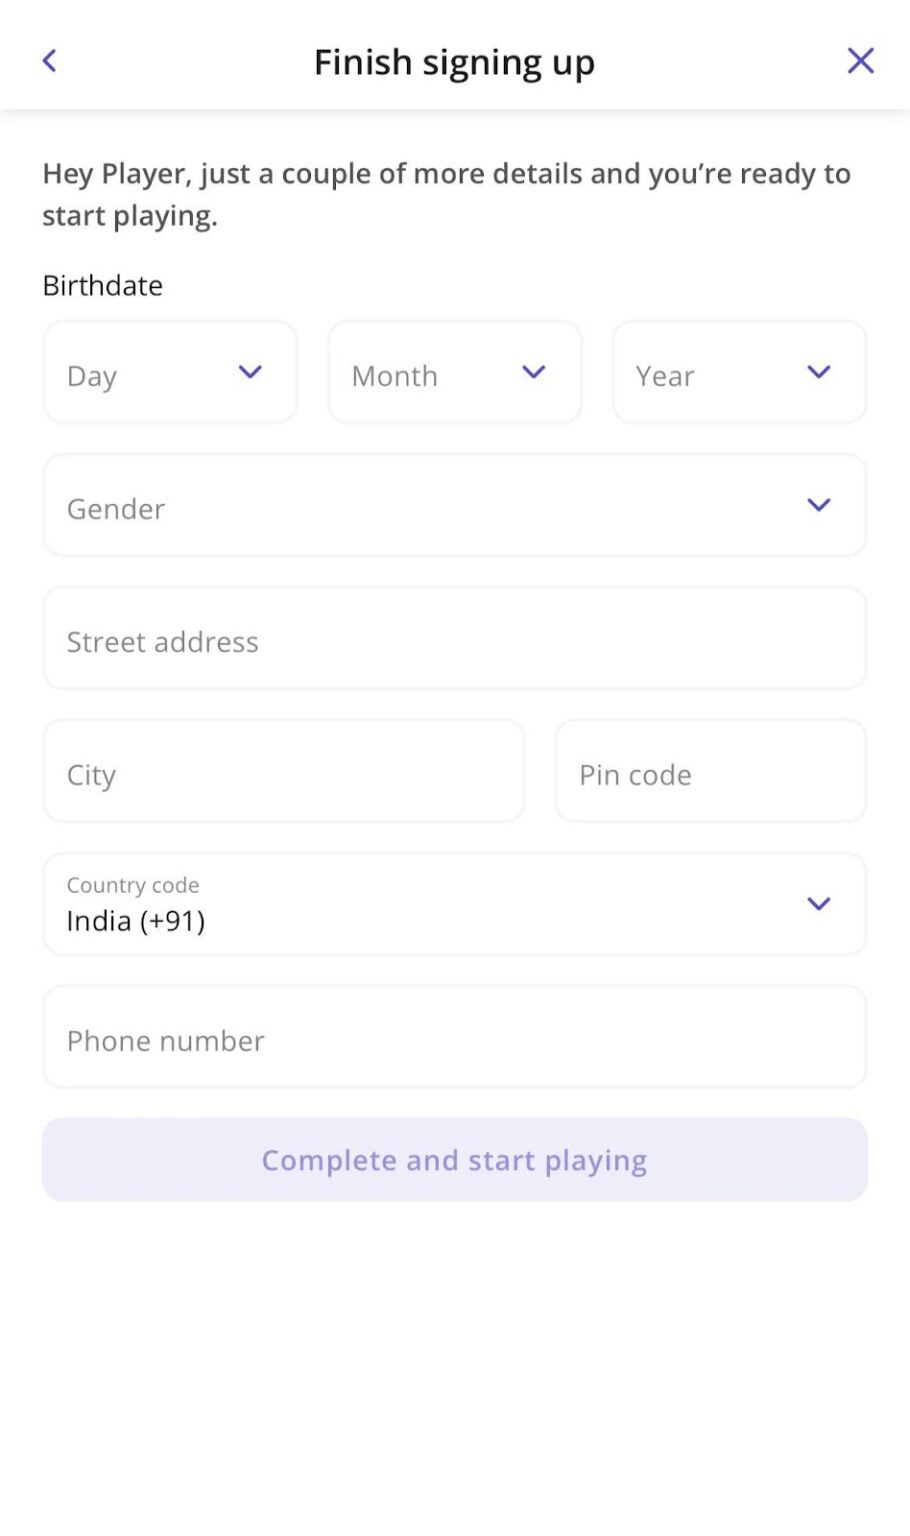 Finish signing up
Hey Player, just a couple of more details and you’re ready to
start playing.
Birthdate
Day
Month
Year
Gender
Street address
City
Pin code
Country code
India (+91)
Phone number
Complete and start playing